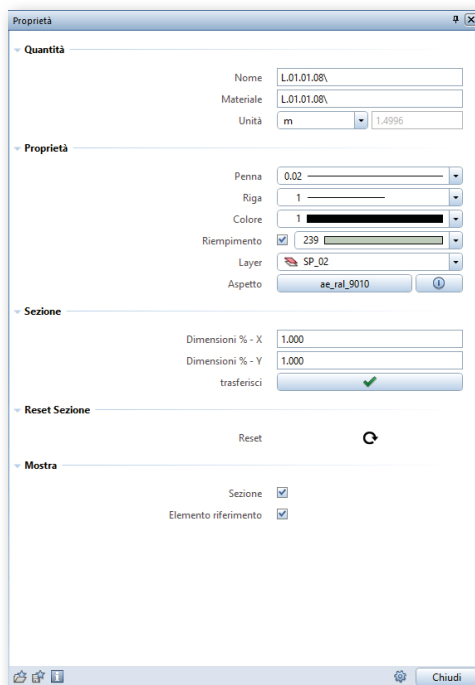 Proprietà
Quantità
Nome L.01.01.08\
Materiale L.01.01.08\
Unità m 1.4996
Proprietà
Penna 0.02
Riga 1
Colore 1
Riempimento 239
Layer SP_02
Aspetto ae_ral_9010
Sezione
Dimensioni % - X 1.000
Dimensioni % - Y 1.000
trasferisci
Reset Sezione
Reset
Mostra
Sezione
Elemento riferimento
Chiudi